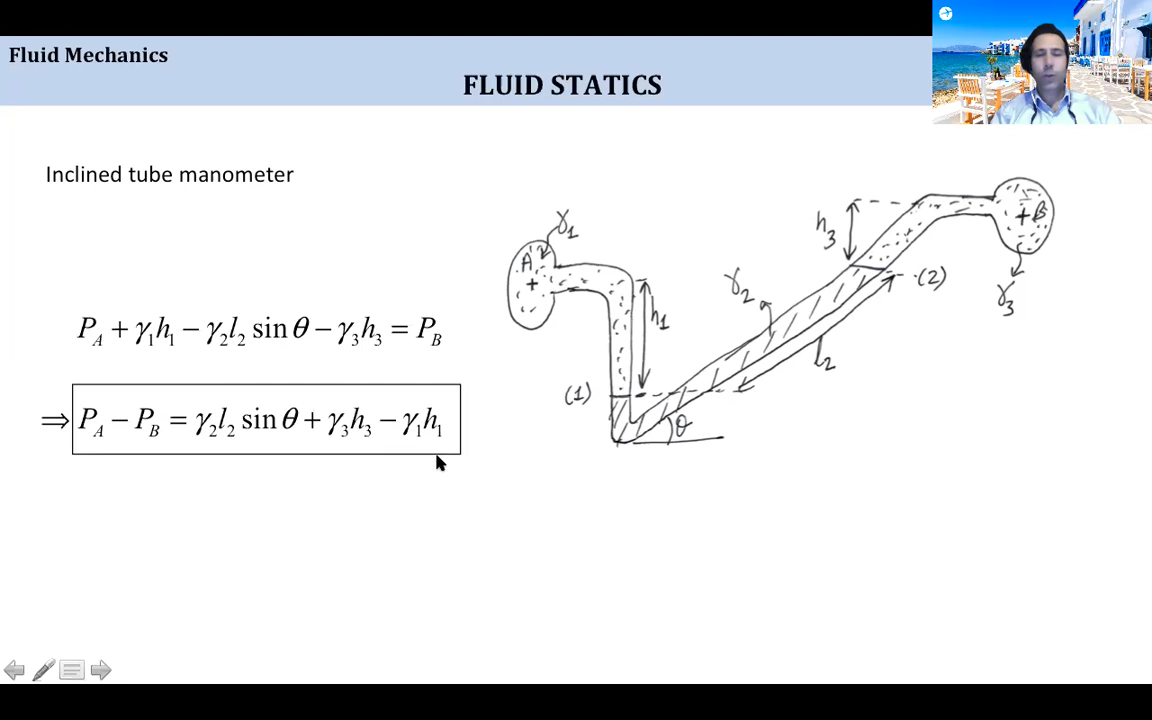 Fluid Mechanics
FLUID STATICS
Inclined tube manometer
P_A + γ₁h₁ − γ₂l₂ sin θ − γ₃h₃ = P_B
⇒ P_A − P_B = γ₂l₂ sin θ + γ₃h₃ − γ₁h₁
A
γ₁
h₁
(1)
θ
γ₂
l₂
h₃
(2)
B
γ₃